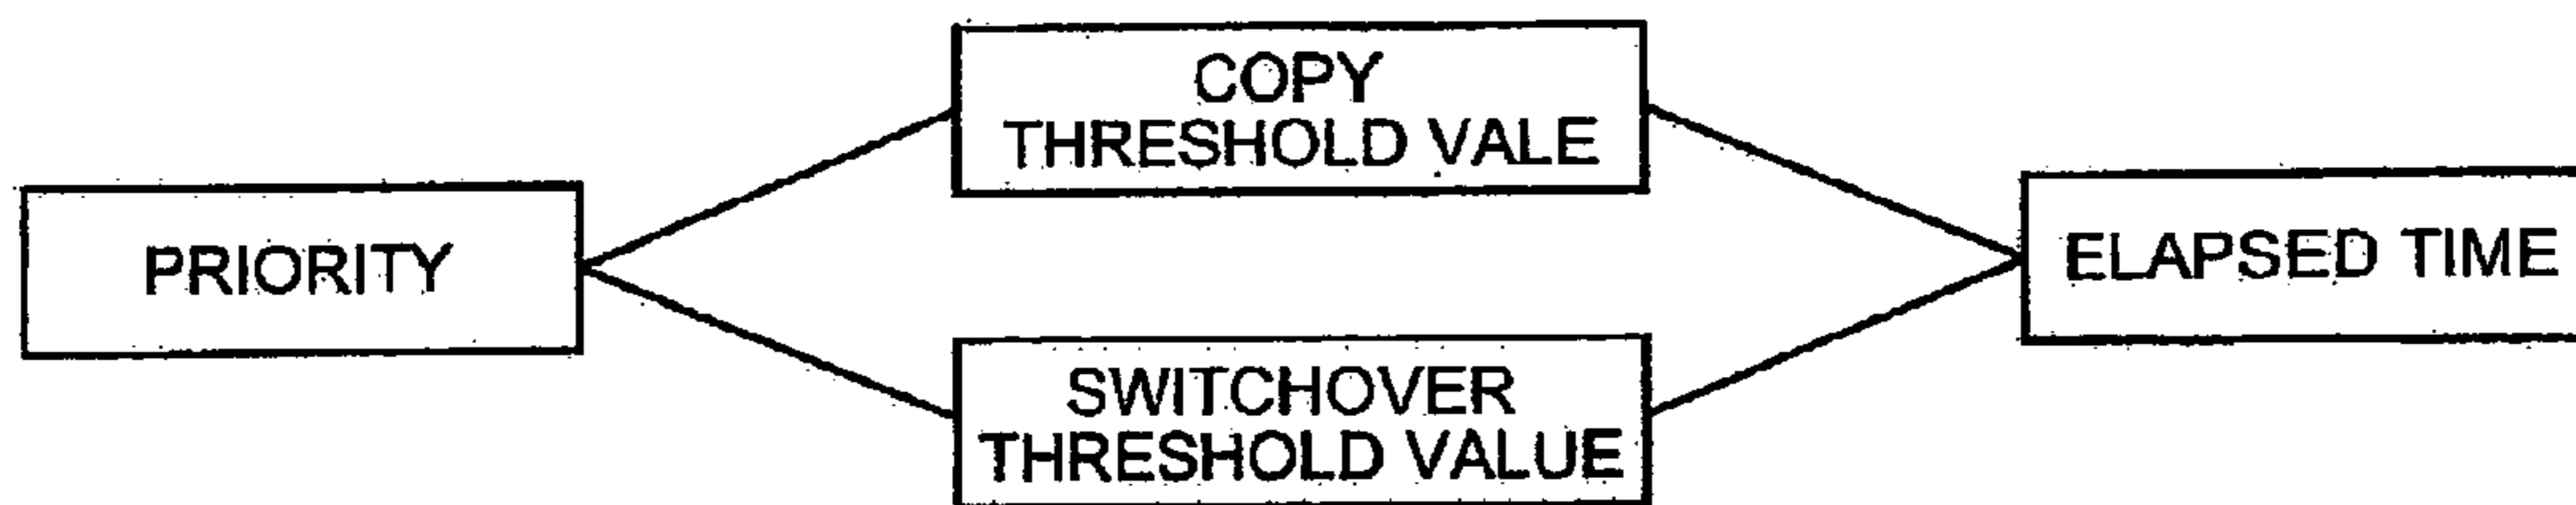 COPY
THRESHOLD VALE
PRIORITY
ELAPSED TIME
SWITCHOVER
THRESHOLD VALUE